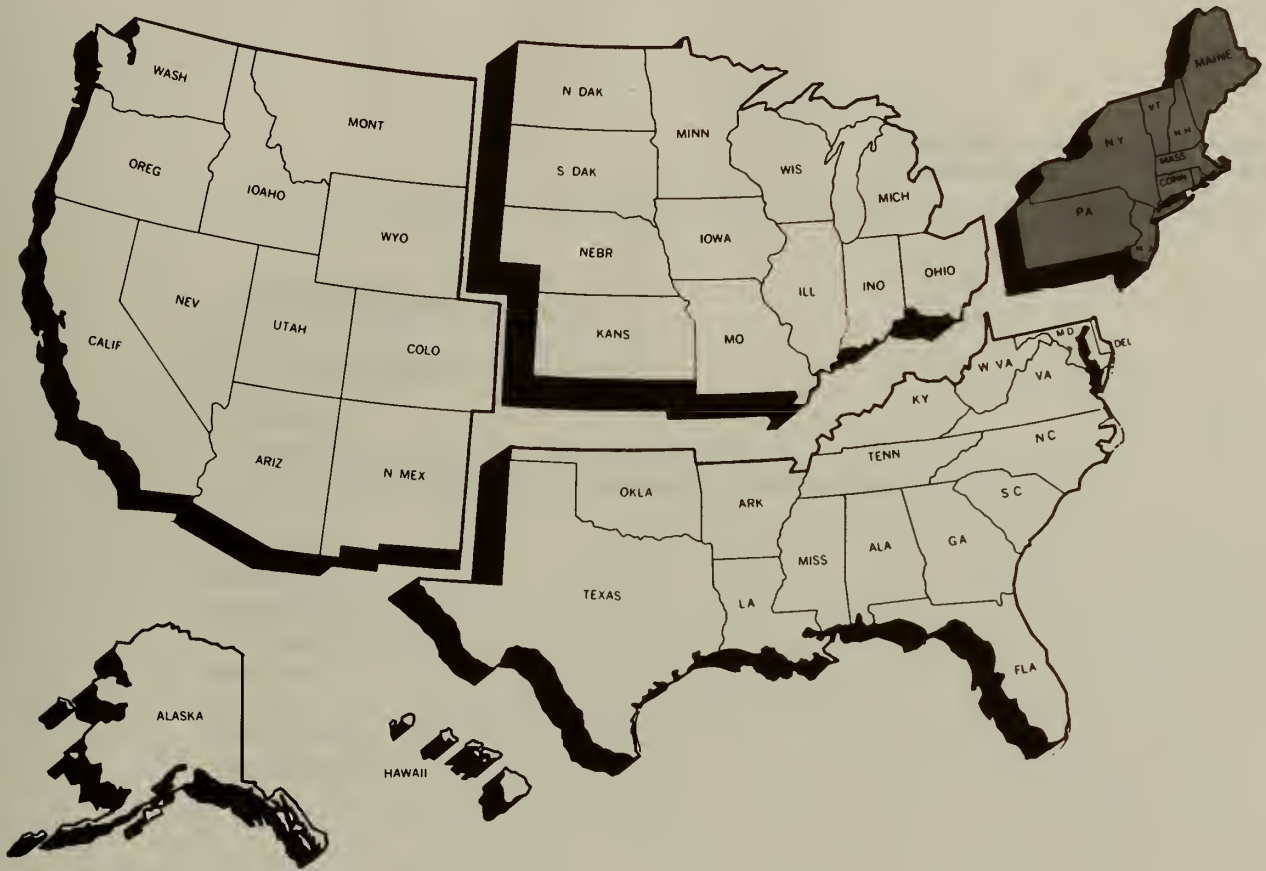 WASH
MONT
OREG
IOAHO
WYO
NEV
UTAH
CALIF
COLO
ARIZ
N MEX
N DAK
MINN
S DAK
WIS
MICH
NEBR
IOWA
ILL
INO
OHIO
KANS
MO
MAINE
VT
N H
N Y
MASS
CONN
PA
N J
MD
DEL
W VA
VA
KY
N C
TENN
S C
OKLA
ARK
MISS
ALA
GA
TEXAS
LA
FLA
ALASKA
HAWAII